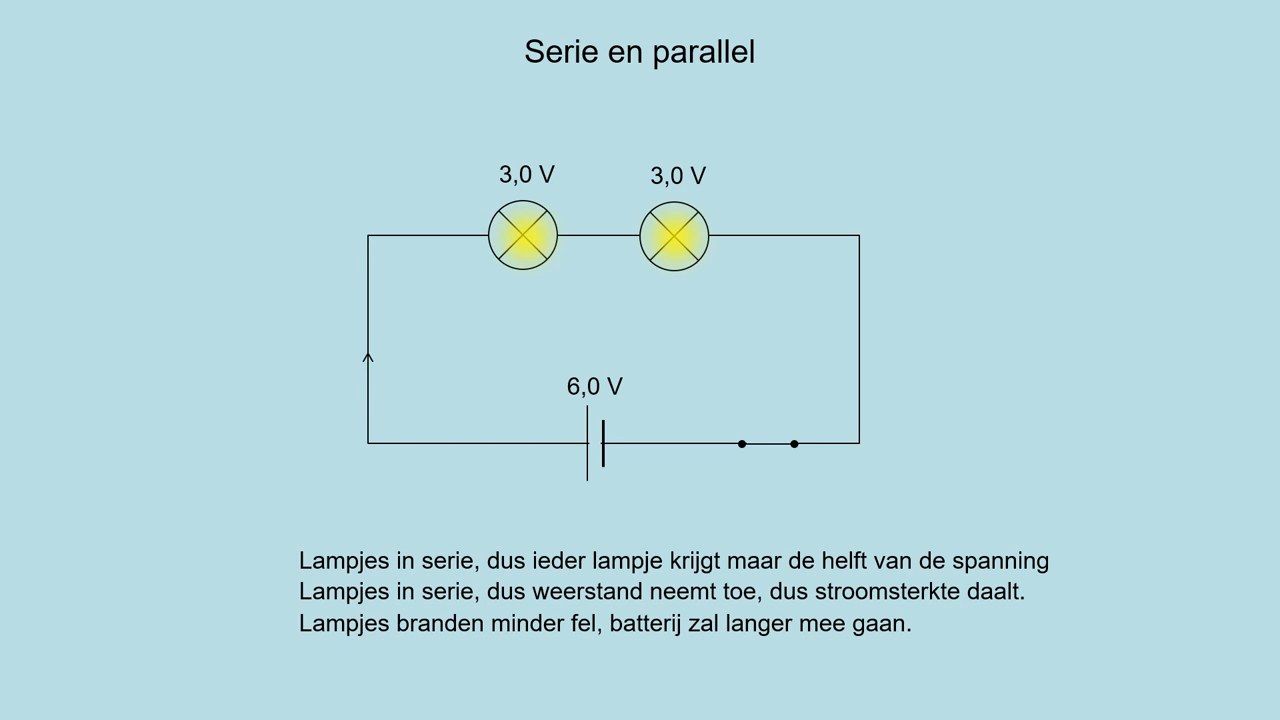 Serie en parallel
3,0 V
3,0 V
6,0 V
Lampjes in serie, dus ieder lampje krijgt maar de helft van de spanning
Lampjes in serie, dus weerstand neemt toe, dus stroomsterkte daalt.
Lampjes branden minder fel, batterij zal langer mee gaan.